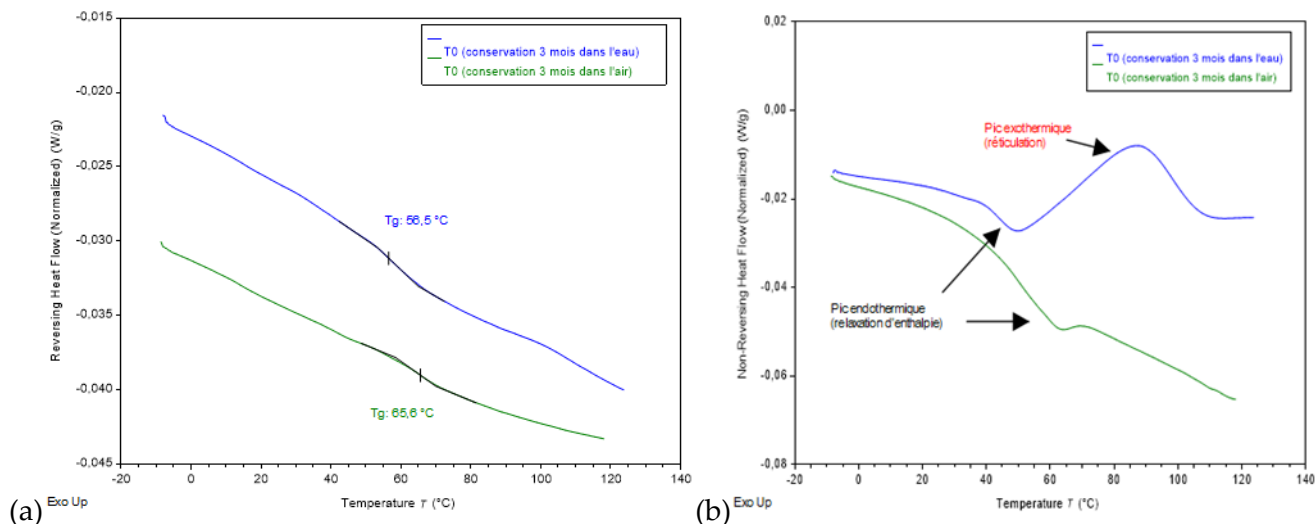 -0,015
-0,020
-0,025
-0,030
-0,035
-0,040
-0,045
Reversing Heat Flow (Normalized) (W/g)
T0 (conservation 3 mois dans l'eau)
T0 (conservation 3 mois dans l'air)
Tg: 56,5 °C
Tg: 65,6 °C
-20 0 20 40 60 80 100 120 140
(a) Exo Up Temperature T (°C)
0,02
0,00
-0,02
-0,04
-0,06
-0,08
Non-Reversing Heat Flow (Normalized) (W/g)
T0 (conservation 3 mois dans l'eau)
T0 (conservation 3 mois dans l'air)
Pic exothermique
(réticulation)
Pic endothermique
(relaxation d'enthalpie)
-20 0 20 40 60 80 100 120 140
(b) Exo Up Temperature T (°C)